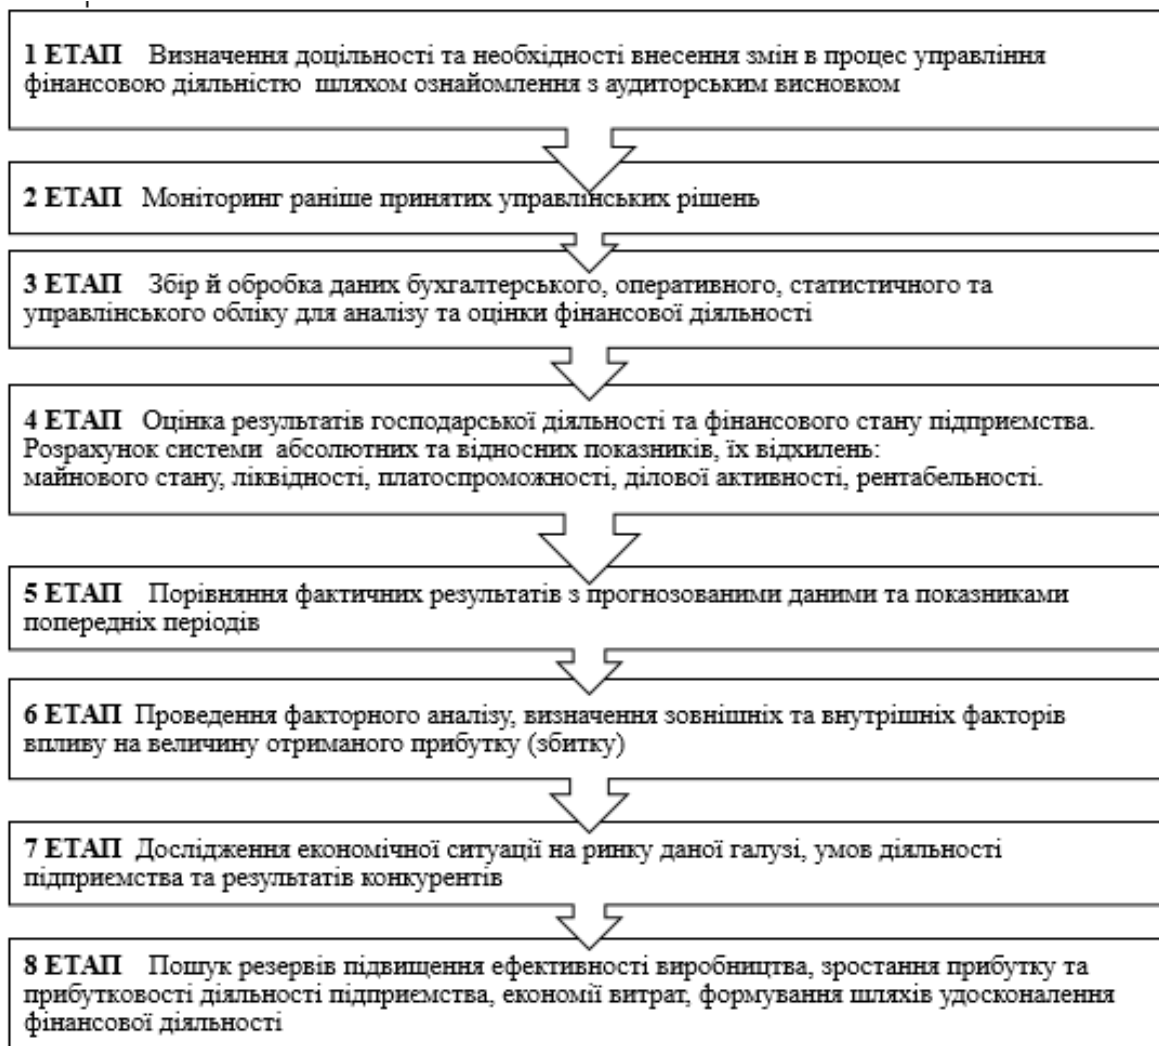 1 ЕТАП Визначення доцільності та необхідності внесення змін в процес управління
фінансовою діяльністю шляхом ознайомлення з аудиторським висновком
2 ЕТАП Моніторинг раніше принятих управлінських рішень
3 ЕТАП Збір й обробка даних бухгалтерського, оперативного, статистичного та
управлінського обліку для аналізу та оцінки фінансової діяльності
4 ЕТАП Оцінка результатів господарської діяльності та фінансового стану підприємства.
Розрахунок системи абсолютних та відносних показників, їх відхилень:
майнового стану, ліквідності, платоспроможності, ділової активності, рентабельності.
5 ЕТАП Порівняння фактичних результатів з прогнозованими даними та показниками
попередніх періодів
6 ЕТАП Проведення факторного аналізу, визначення зовнішніх та внутрішніх факторів
впливу на величину отриманого прибутку (збитку)
7 ЕТАП Дослідження економічної ситуації на ринку даної галузі, умов діяльності
підприємства та результатів конкурентів
8 ЕТАП Пошук резервів підвищення ефективності виробництва, зростання прибутку та
прибутковості діяльності підприємства, економії витрат, формування шляхів удосконалення
фінансової діяльності